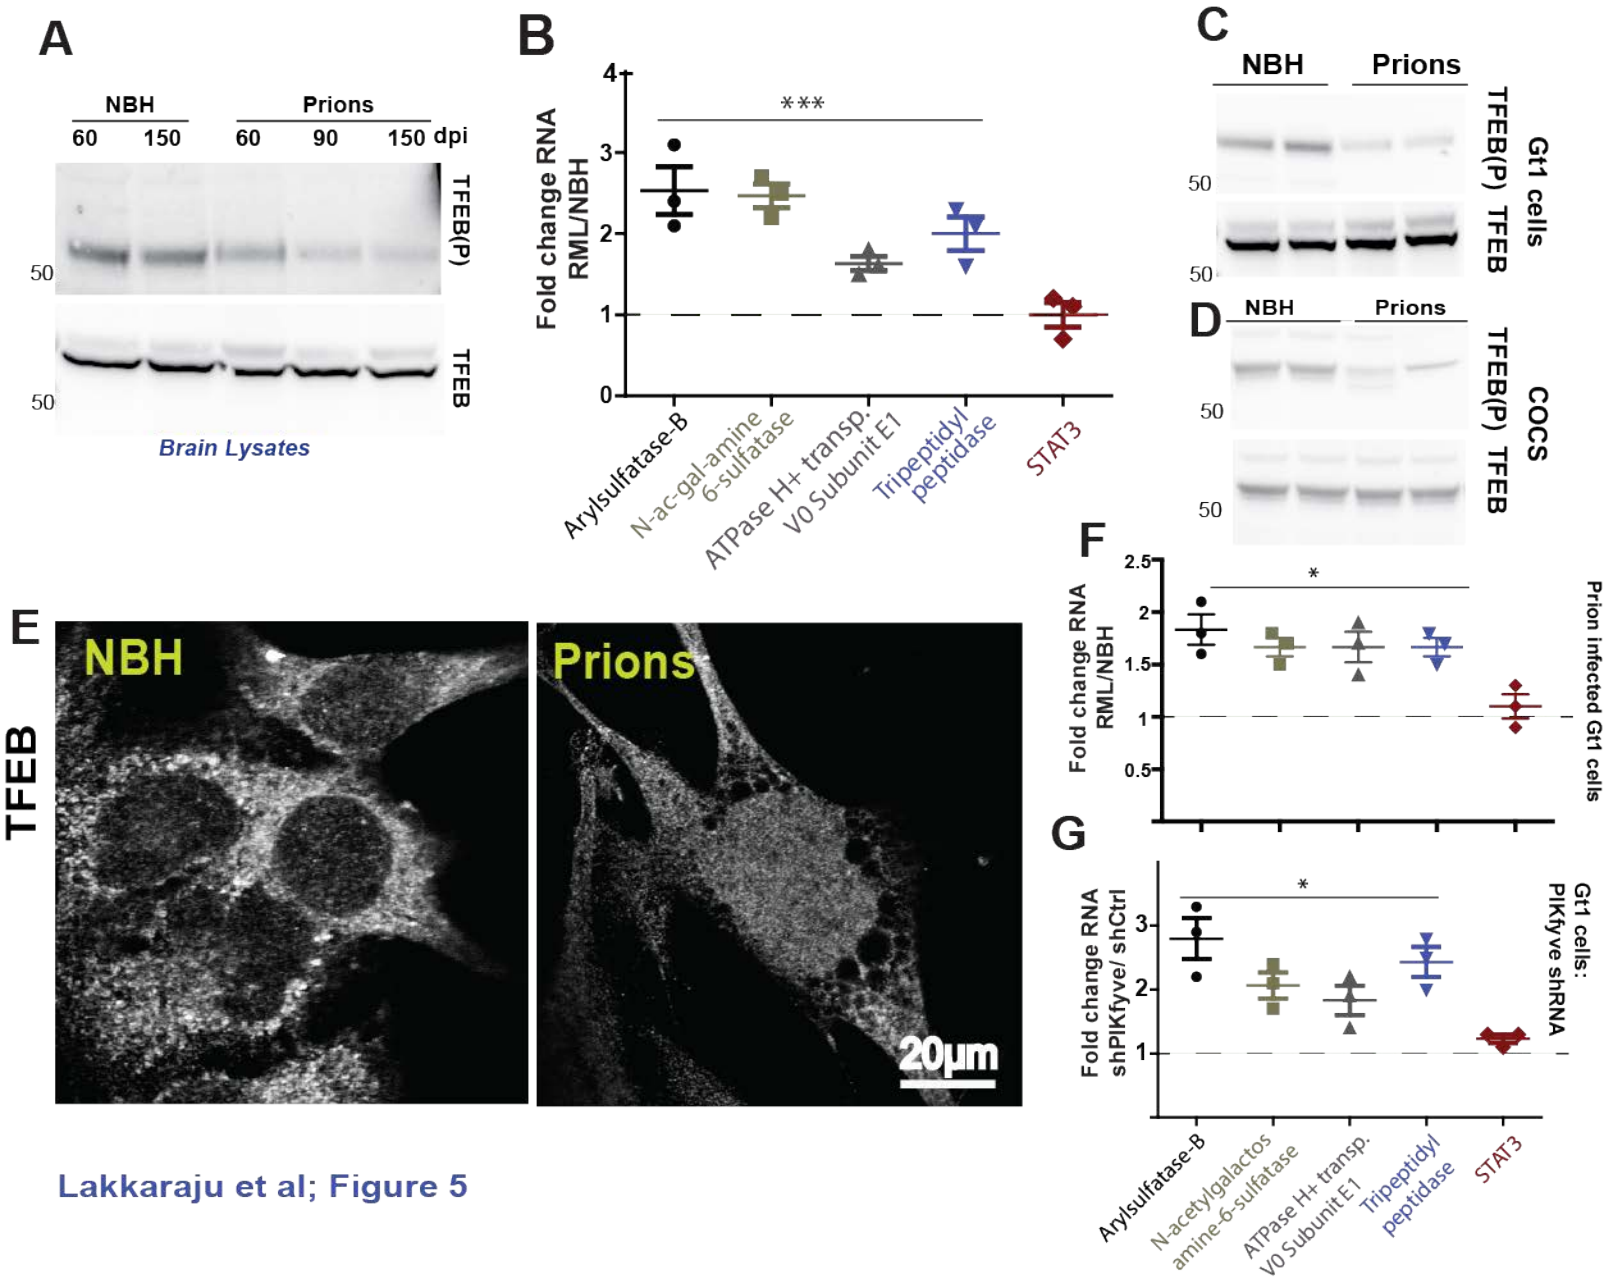 A
NBH
Prions
60
150
60
90
150
dpi
TFEB(P)
50
TFEB
50
Brain Lysates
B
Fold change RNA
RML/NBH
4
3
2
1
0
***
Arylsulfatase-B
N-ac-gal-amine
6-sulfatase
ATPase H+ transp.
V0 Subunit E1
Tripeptidyl
peptidase
STAT3
C
NBH
Prions
TFEB(P)
50
TFEB
50
Gt1 cells
D
NBH
Prions
TFEB(P)
50
TFEB
50
COCS
E
TFEB
NBH
Prions
20µm
F
Fold change RNA
RML/NBH
2.5
2
1.5
1
0.5
*
Prion infected Gt1 cells
G
Fold change RNA
shPIKfyve/ shCtrl
3
2
1
*
Gt1 cells:
PIKfyve shRNA
Arylsulfatase-B
N-acetylgalactos
amine-6-sulfatase
ATPase H+ transp.
V0 Subunit E1
Tripeptidyl
peptidase
STAT3
Lakkaraju et al; Figure 5